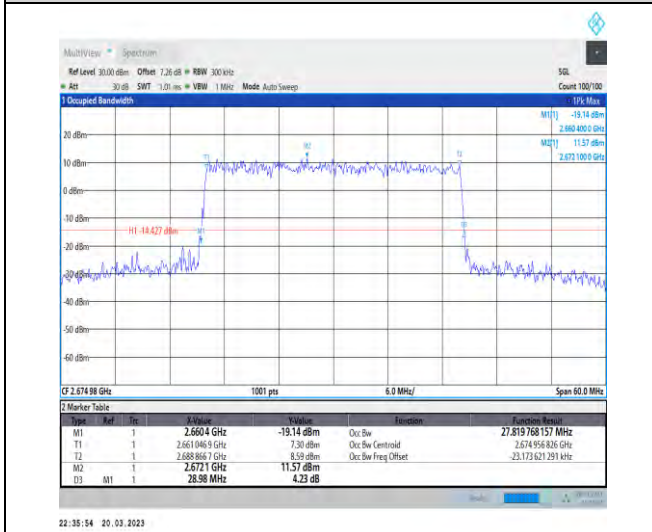 MultiView Spectrum
Ref Level 30.00 dBm Offset 7.26 dB RBW 300 kHz SGL
Att 30 dB SWT 1.01 ms VBW 1 MHz Mode Auto Sweep Count 100/100
1 Occupied Bandwidth 1Pk Max
M1[1] -19.14 dBm
2.660 400 0 GHz
M2[1] 11.57 dBm
2.672 100 0 GHz
20 dBm
10 dBm
0 dBm
-10 dBm
H1 -14.427 dBm
-20 dBm
-30 dBm
-40 dBm
-50 dBm
-60 dBm
T1
M2
T2
M1
CF 2.674 98 GHz 1001 pts 6.0 MHz/ Span 60.0 MHz
2 Marker Table
Type Ref Trc X-Value Y-Value Function Function Result
M1 1 2.6604 GHz -19.14 dBm Occ Bw 27.819 768 157 MHz
T1 1 2.661 046 9 GHz 7.30 dBm Occ Bw Centroid 2.674 956 826 GHz
T2 1 2.688 866 7 GHz 8.59 dBm Occ Bw Freq Offset -23.173 621 291 kHz
M2 1 2.6721 GHz 11.57 dBm
D3 M1 1 28.98 MHz 4.23 dB
22:35:54 20.03.2023